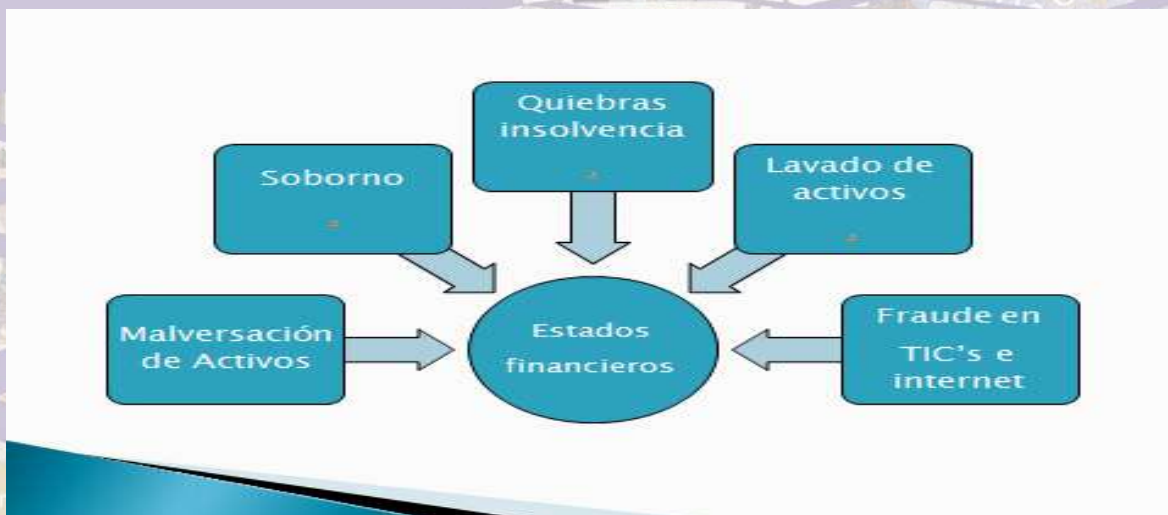 Quiebras
insolvencia
Soborno
Lavado de
activos
Malversación
de Activos
Estados
financieros
Fraude en
TIC's e
internet